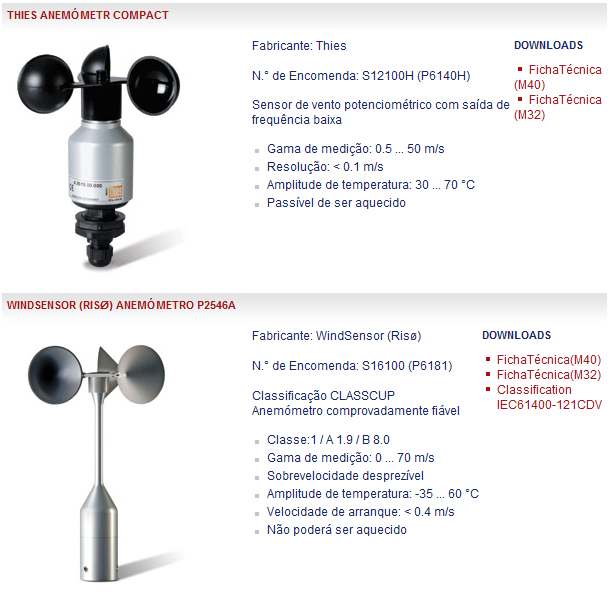 THIES ANEMÓMETR COMPACT
Fabricante: Thies
N.° de Encomenda: S12100H (P6140H)
Sensor de vento potenciométrico com saída de
frequência baixa
Gama de medição: 0.5 ... 50 m/s
Resolução: < 0.1 m/s
Amplitude de temperatura: 30 ... 70 °C
Passível de ser aquecido
DOWNLOADS
FichaTécnica
(M40)
FichaTécnica
(M32)
WINDSENSOR (RISØ) ANEMÓMETRO P2546A
Fabricante: WindSensor (Risø)
N.° de Encomenda: S16100 (P6181)
Classificação CLASSCUP
Anemómetro comprovadamente fiável
Classe:1 / A 1.9 / B 8.0
Gama de medição: 0 ... 70 m/s
Sobrevelocidade desprezível
Amplitude de temperatura: -35 ... 60 °C
Velocidade de arranque: < 0.4 m/s
Não poderá ser aquecido
DOWNLOADS
FichaTécnica(M40)
FichaTécnica(M32)
Classification
IEC61400-121CDV